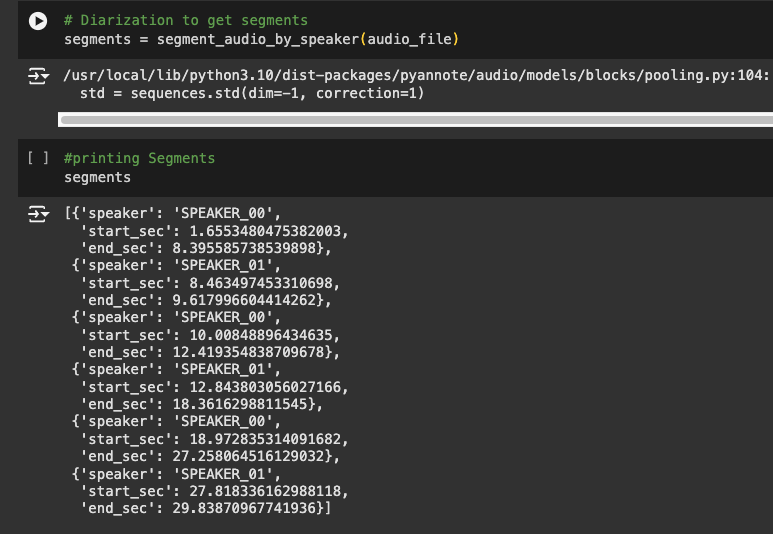 # Diarization to get segments
segments = segment_audio_by_speaker(audio_file)
/usr/local/lib/python3.10/dist-packages/pyannote/audio/models/blocks/pooling.py:104:
std = sequences.std(dim=-1, correction=1)
[ ] #printing Segments
segments
[{'speaker': 'SPEAKER_00',
'start_sec': 1.6553480475382003,
'end_sec': 8.395585738539898},
{'speaker': 'SPEAKER_01',
'start_sec': 8.463497453310698,
'end_sec': 9.617996604414262},
{'speaker': 'SPEAKER_00',
'start_sec': 10.00848896434635,
'end_sec': 12.419354838709678},
{'speaker': 'SPEAKER_01',
'start_sec': 12.843803056027166,
'end_sec': 18.3616298811545},
{'speaker': 'SPEAKER_00',
'start_sec': 18.972835314091682,
'end_sec': 27.258064516129032},
{'speaker': 'SPEAKER_01',
'start_sec': 27.818336162988118,
'end_sec': 29.83870967741936}]